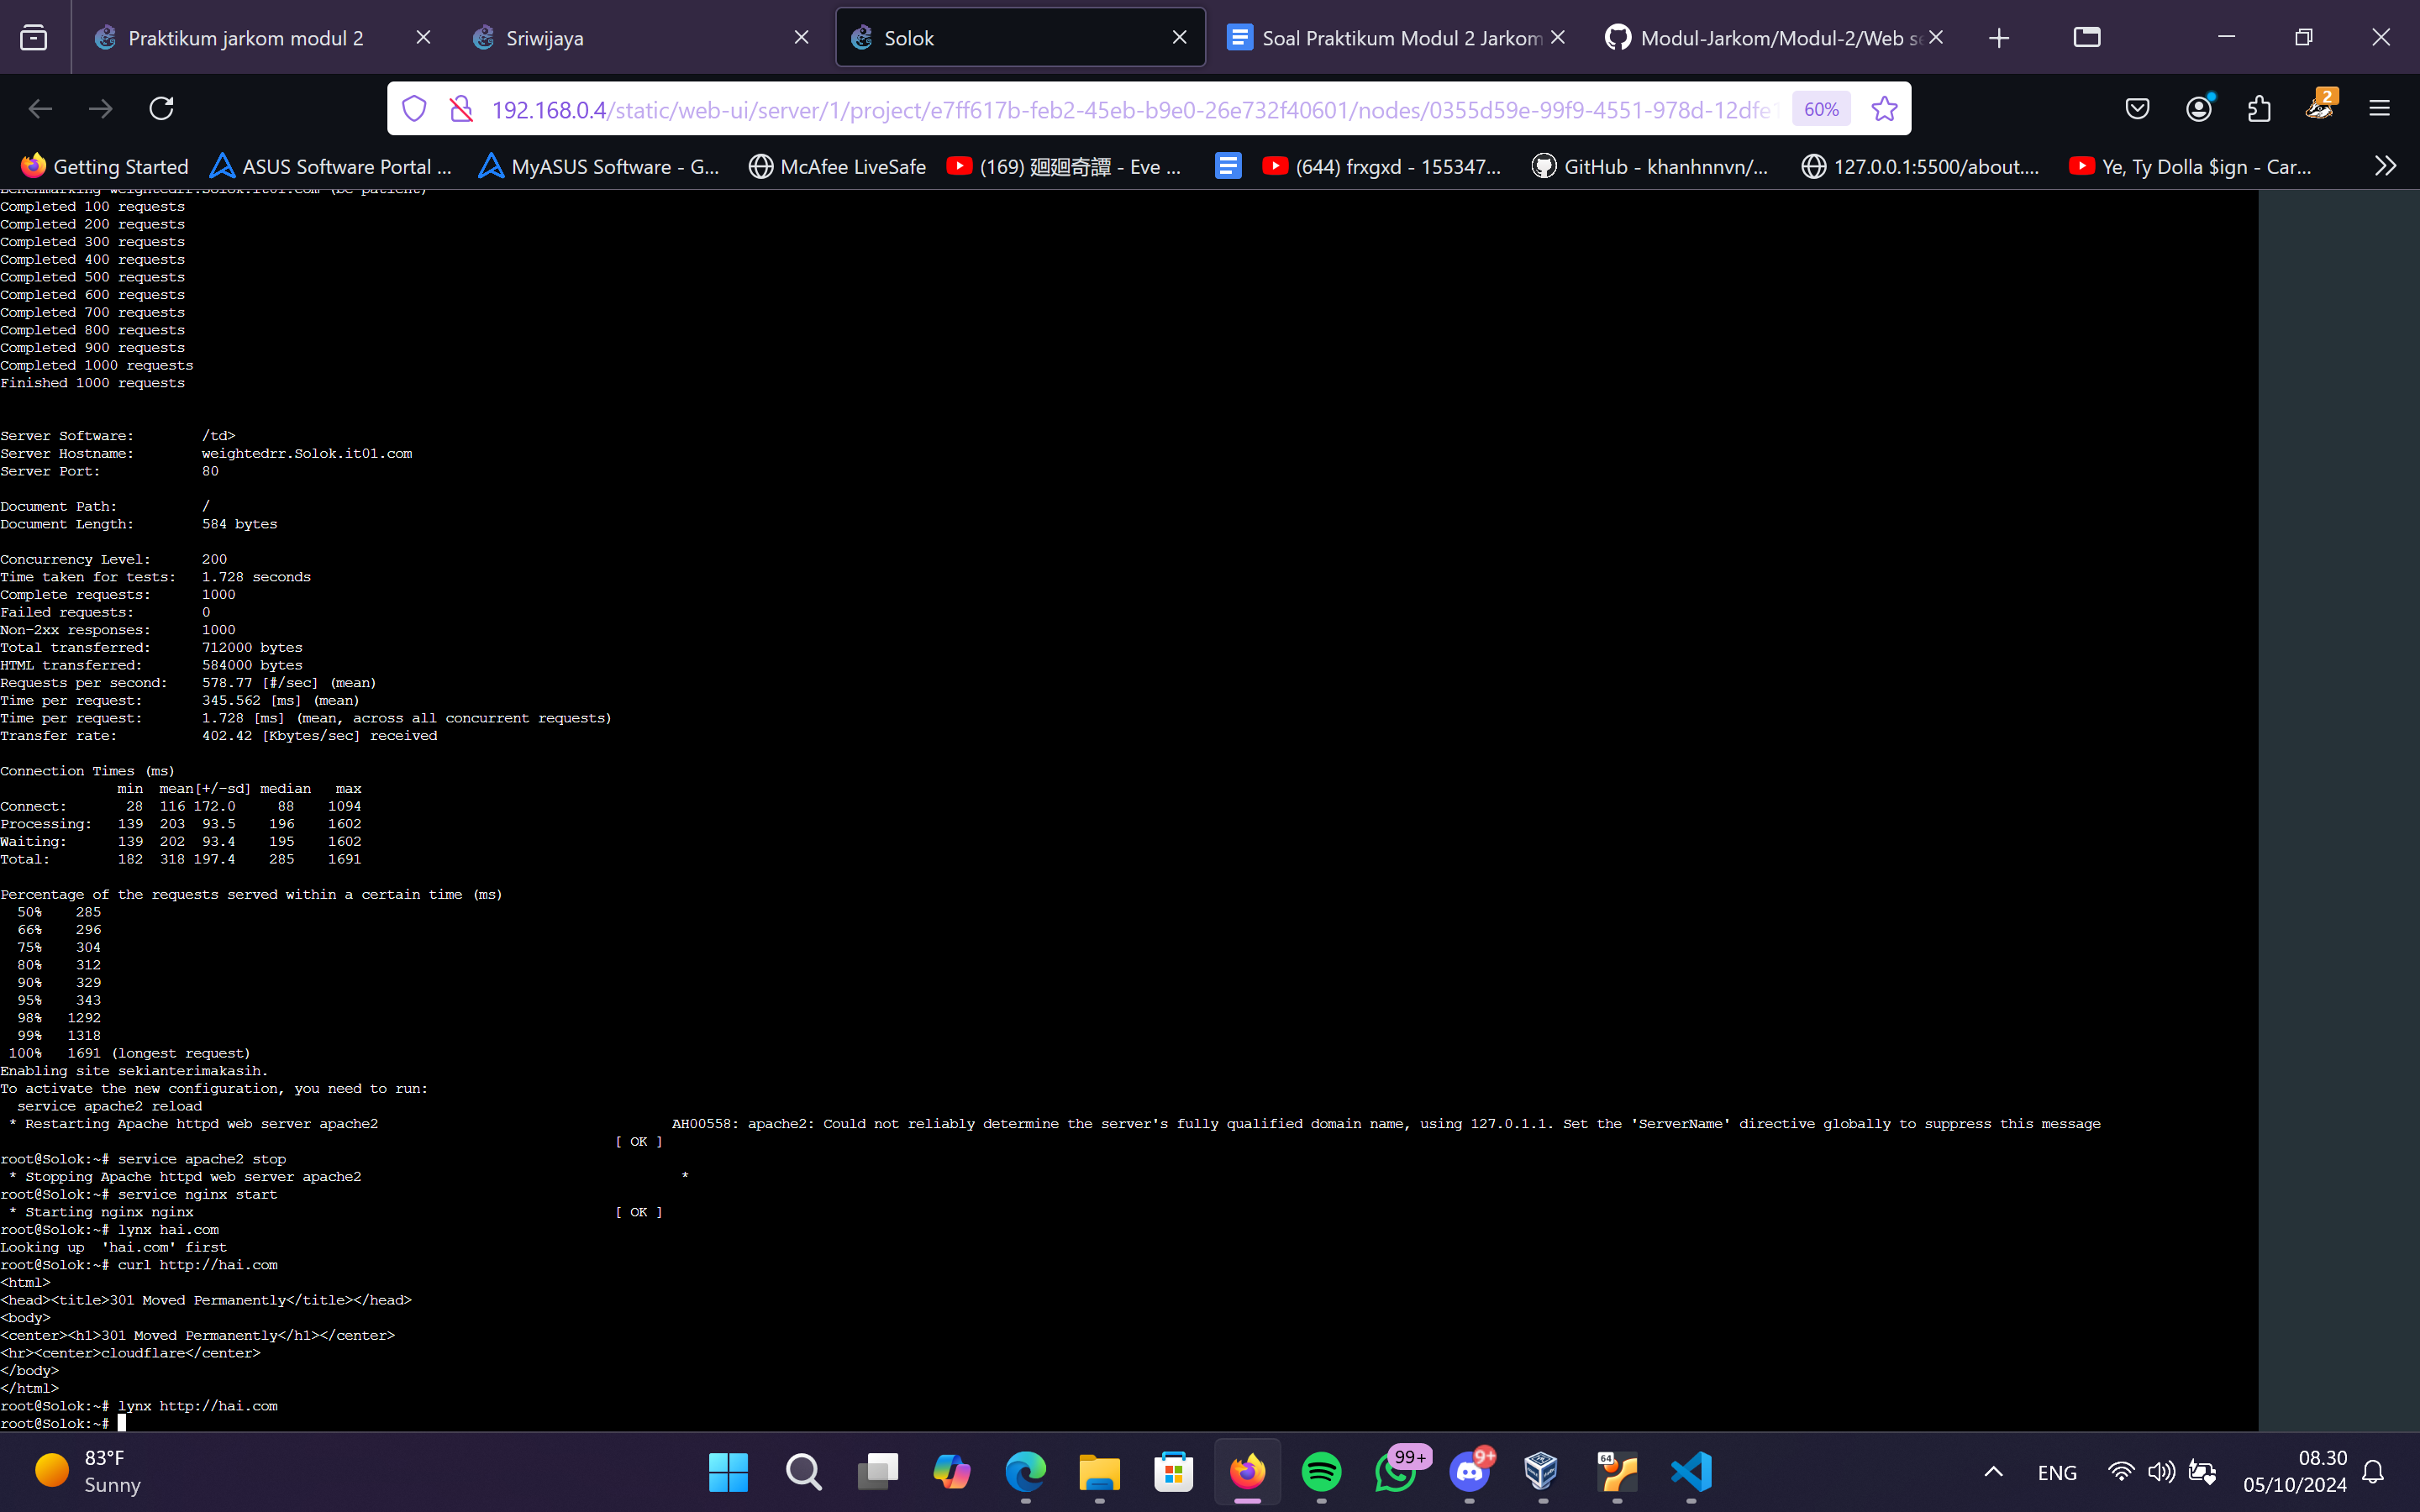 Praktikum jarkom modul 2
Sriwijaya
Solok
Soal Praktikum Modul 2 Jarkom
Modul-Jarkom/Modul-2/Web se
192.168.0.4/static/web-ui/server/1/project/e7ff617b-feb2-45eb-b9e0-26e732f40601/nodes/0355d59e-99f9-4551-978d-12dfe1
60%
2
Getting Started
ASUS Software Portal ...
MyASUS Software - G...
McAfee LiveSafe
(169) 廻廻奇譚 - Eve ...
(644) frxgxd - 155347...
GitHub - khanhnnvn/...
127.0.0.1:5500/about....
Ye, Ty Dolla $ign - Car...
Benchmarking weightedrr.Solok.it01.com (be patient)
Completed 100 requests
Completed 200 requests
Completed 300 requests
Completed 400 requests
Completed 500 requests
Completed 600 requests
Completed 700 requests
Completed 800 requests
Completed 900 requests
Completed 1000 requests
Finished 1000 requests
Server Software:        /td>
Server Hostname:        weightedrr.Solok.it01.com
Server Port:            80
Document Path:          /
Document Length:        584 bytes
Concurrency Level:      200
Time taken for tests:   1.728 seconds
Complete requests:      1000
Failed requests:        0
Non-2xx responses:      1000
Total transferred:      712000 bytes
HTML transferred:       584000 bytes
Requests per second:    578.77 [#/sec] (mean)
Time per request:       345.562 [ms] (mean)
Time per request:       1.728 [ms] (mean, across all concurrent requests)
Transfer rate:          402.42 [Kbytes/sec] received
Connection Times (ms)
              min  mean[+/-sd] median   max
Connect:       28  116 172.0     88    1094
Processing:   139  203  93.5    196    1602
Waiting:      139  202  93.4    195    1602
Total:        182  318 197.4    285    1691
Percentage of the requests served within a certain time (ms)
  50%    285
  66%    296
  75%    304
  80%    312
  90%    329
  95%    343
  98%   1292
  99%   1318
 100%   1691 (longest request)
Enabling site sekianterimakasih.
To activate the new configuration, you need to run:
  service apache2 reload
 * Restarting Apache httpd web server apache2    AH00558: apache2: Could not reliably determine the server's fully qualified domain name, using 127.0.1.1. Set the 'ServerName' directive globally to suppress this message
[ OK ]
root@Solok:~# service apache2 stop
 * Stopping Apache httpd web server apache2    *
root@Solok:~# service nginx start
 * Starting nginx nginx    [ OK ]
root@Solok:~# lynx hai.com
Looking up  'hai.com' first
root@Solok:~# curl http://hai.com
<html>
<head><title>301 Moved Permanently</title></head>
<body>
<center><h1>301 Moved Permanently</h1></center>
<hr><center>cloudflare</center>
</body>
</html>
root@Solok:~# lynx http://hai.com
root@Solok:~#
83°F
Sunny
99+
9+
64
ENG
08.30
05/10/2024